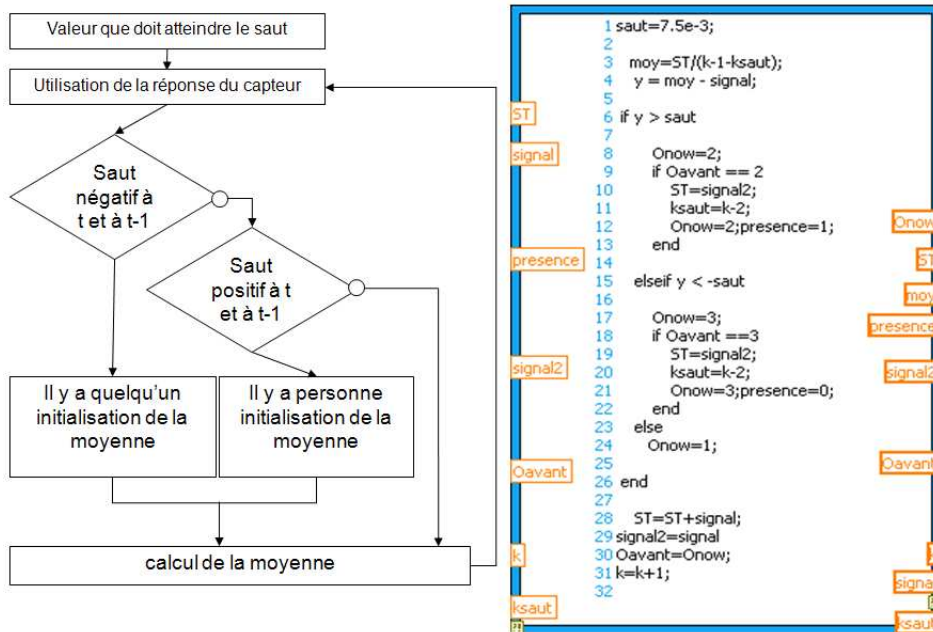 Valeur que doit atteindre le saut
Utilisation de la réponse du capteur
Saut
négatif à
t et à t-1
Saut
positif à t
et à t-1
Il y a quelqu'un
initialisation de la
moyenne
Il y a personne
initialisation de la
moyenne
calcul de la moyenne
ST
signal
presence
signal2
Oavant
k
ksaut
1 saut=7.5e-3;
2
3 moy=ST/(k-1-ksaut);
4 y = moy - signal;
5
6 if y > saut
7
8 Onow=2;
9 if Oavant == 2
10 ST=signal2;
11 ksaut=k-2;
12 Onow=2;presence=1;
13 end
14
15 elseif y < -saut
16
17 Onow=3;
18 if Oavant ==3
19 ST=signal2;
20 ksaut=k-2;
21 Onow=3;presence=0;
22 end
23 else
24 Onow=1;
25
26 end
27
28 ST=ST+signal;
29 signal2=signal
30 Oavant=Onow;
31 k=k+1;
32
Onow
ST
moy
presence
signal2
Oavant
signal
ksaut